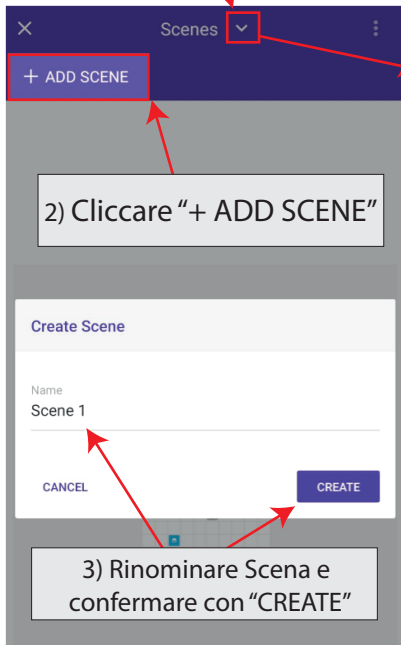 Scenes
+ ADD SCENE
2) Cliccare “+ ADD SCENE”
Create Scene
Name
Scene 1
CANCEL
CREATE
3) Rinominare Scena e
confermare con “CREATE”